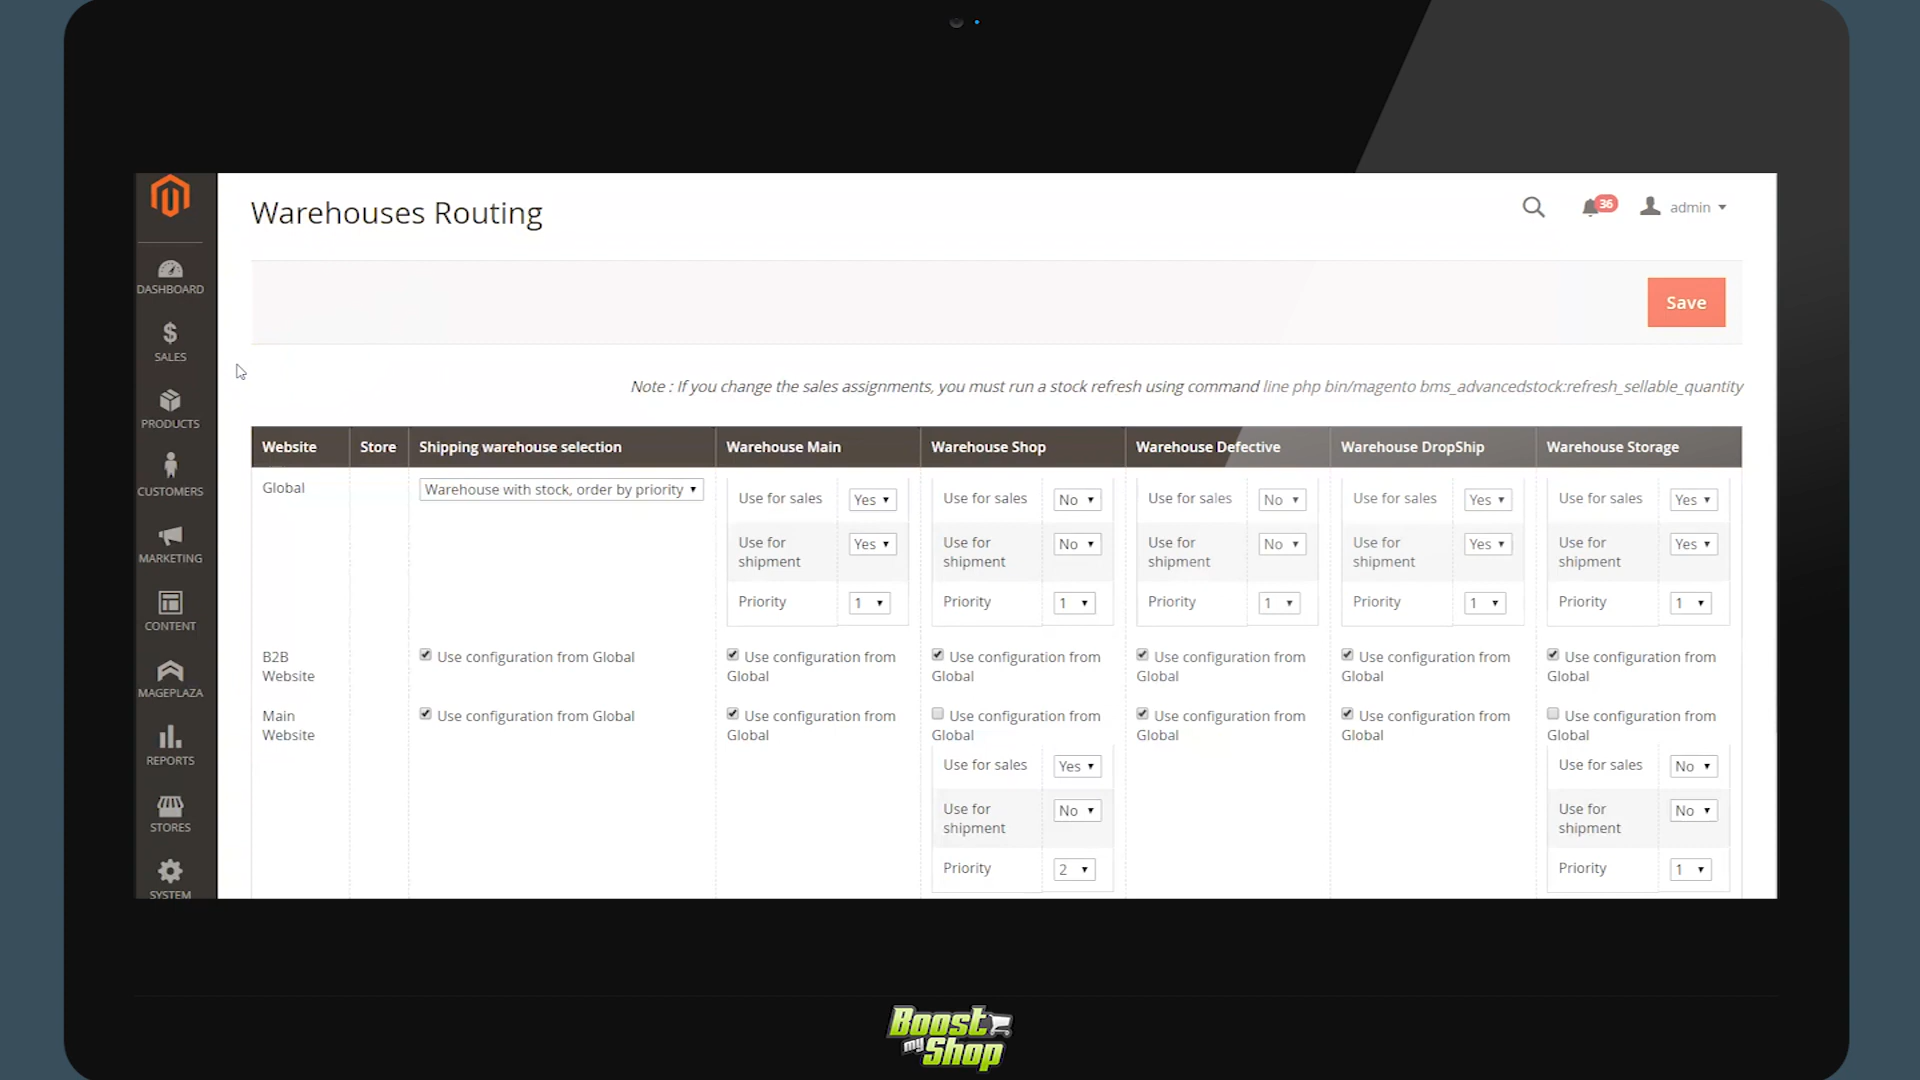 Warehouses Routing
36
admin
Save
Note : If you change the sales assignments, you must run a stock refresh using command line php bin/magento bms_advancedstock:refresh_sellable_quantity
DASHBOARD
SALES
PRODUCTS
CUSTOMERS
MARKETING
CONTENT
MAGEPLAZA
REPORTS
STORES
SYSTEM
Website Store Shipping warehouse selection Warehouse Main Warehouse Shop Warehouse Defective Warehouse DropShip Warehouse Storage
Global Warehouse with stock, order by priority
Use for sales Yes Use for sales No Use for sales No Use for sales Yes Use for sales Yes
Use for Use for Use for Use for Use for
shipment Yes shipment No shipment No shipment Yes shipment Yes
Priority 1 Priority 1 Priority 1 Priority 1 Priority 1
B2B Use configuration from Global Use configuration from Use configuration from Use configuration from Use configuration from Use configuration from
Website Global Global Global Global Global
Main Use configuration from Global Use configuration from Use configuration from Use configuration from Use configuration from Use configuration from
Website Global Global Global Global Global
Use for sales Yes Use for sales No
Use for Use for
shipment No shipment No
Priority 2 Priority 1
Boost
my Shop